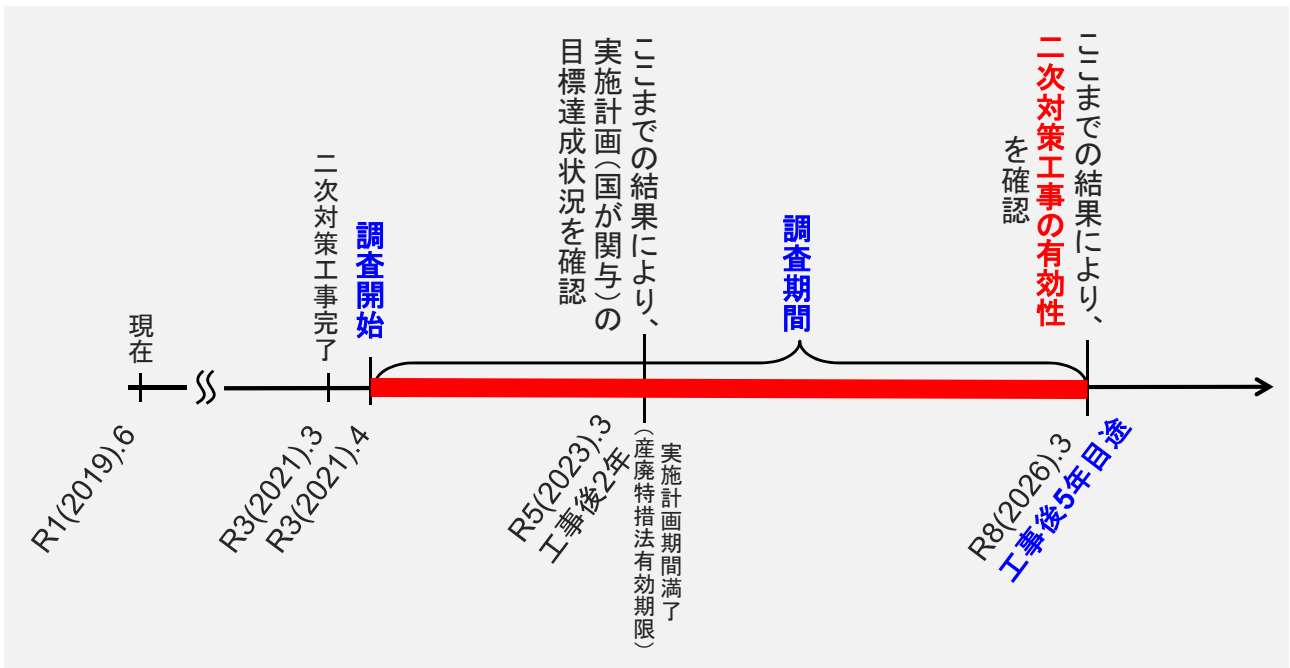 現在
二次対策工事完了
調査開始
ここまでの結果により、
実施計画（国が関与）の
目標達成状況を確認
調査期間
ここまでの結果により、
二次対策工事の有効性
を確認
R1(2019).6
R3(2021).3
R3(2021).4
R5(2023).3
工事後2年
実施計画期間満了
（産廃特措法有効期限）
R8(2026).3
工事後5年目途